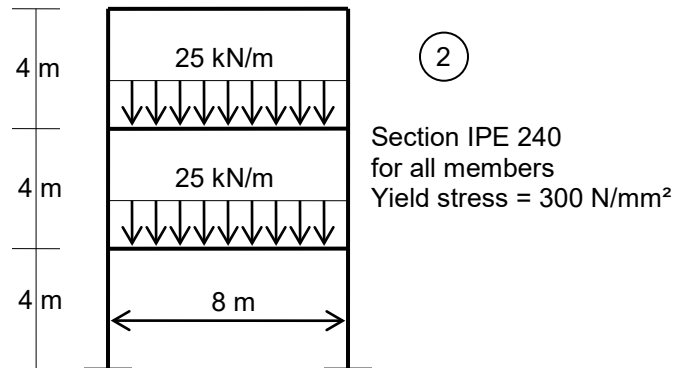 4 m
25 kN/m
2
4 m
25 kN/m
Section IPE 240
for all members
Yield stress = 300 N/mm²
4 m
8 m